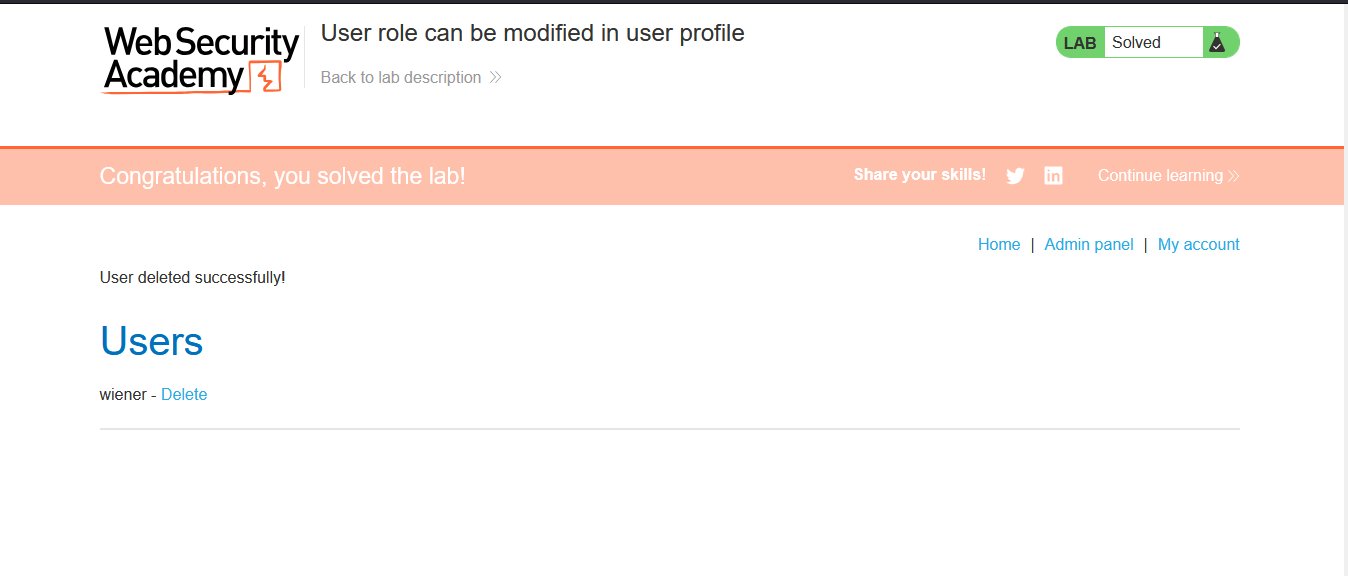 Web Security
Academy
User role can be modified in user profile
Back to lab description
LAB Solved
Congratulations, you solved the lab!
Share your skills!
in
Continue learning
Home | Admin panel | My account
User deleted successfully!
Users
wiener - Delete